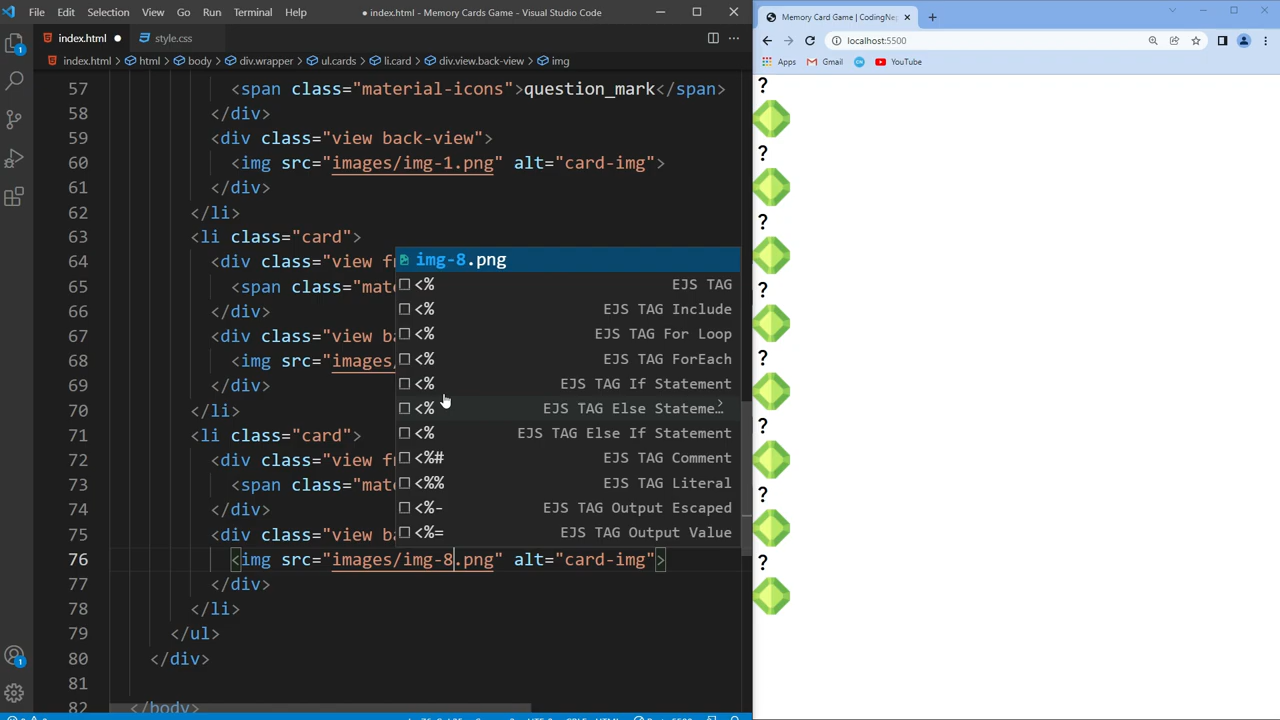 File Edit Selection View Go Run Terminal Help ● index.html - Memory Cards Game - Visual Studio Code
index.html ● style.css
index.html > html > body > div.wrapper > ul.cards > li.card > div.view.back-view > img
57 <span class="material-icons">question_mark</span>
58 </div>
59 <div class="view back-view">
60 <img src="images/img-1.png" alt="card-img">
61 </div>
62 </li>
63 <li class="card">
64 <div class="view f
65 <span class="mat
66 </div>
67 <div class="view b
68 <img src="images/
69 </div>
70 </li>
71 <li class="card">
72 <div class="view f
73 <span class="mat
74 </div>
75 <div class="view b
76 <img src="images/img-8.png" alt="card-img">
77 </div>
78 </li>
79 </ul>
80 </div>
81
82 </body>
img-8.png
<% EJS TAG
<% EJS TAG Include
<% EJS TAG For Loop
<% EJS TAG ForEach
<% EJS TAG If Statement
<% EJS TAG Else Stateme…
<% EJS TAG Else If Statement
<%# EJS TAG Comment
<%% EJS TAG Literal
<%- EJS TAG Output Escaped
<%= EJS TAG Output Value
1
1
Memory Card Game | CodingNe
localhost:5500
Apps Gmail YouTube
?
?
?
?
?
?
?
?